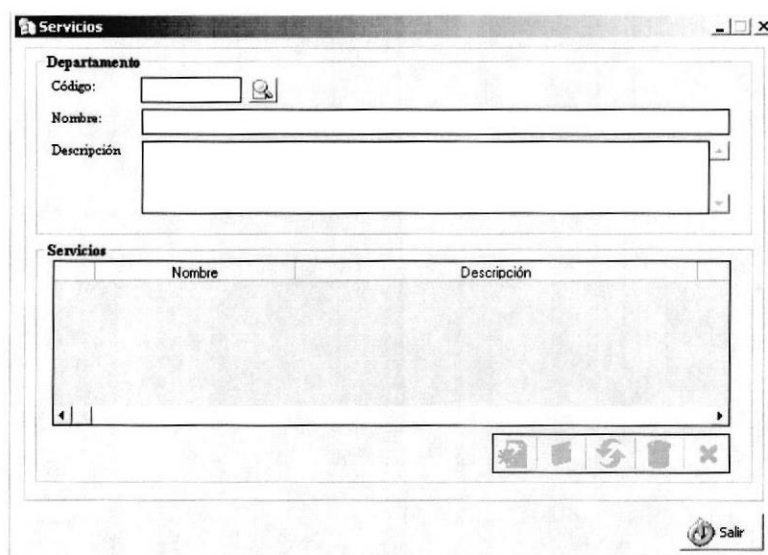 Servicios
Departamento
Código:
Nombre:
Descripción
Servicios
Nombre Descripción
Salir